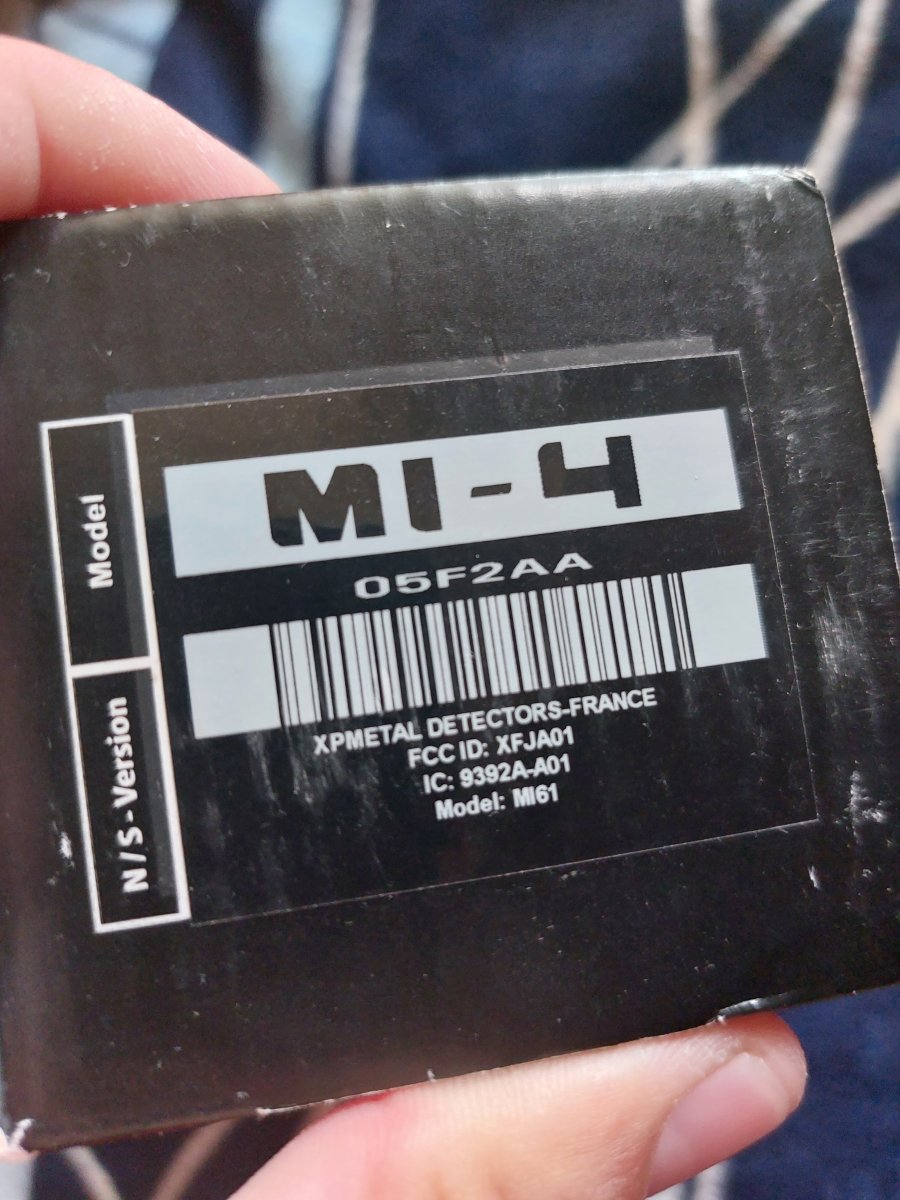 Model
MI-4
05F2AA
N / S - Version
XPMETAL DETECTORS-FRANCE
FCC ID: XFJA01
IC: 9392A-A01
Model: MI61